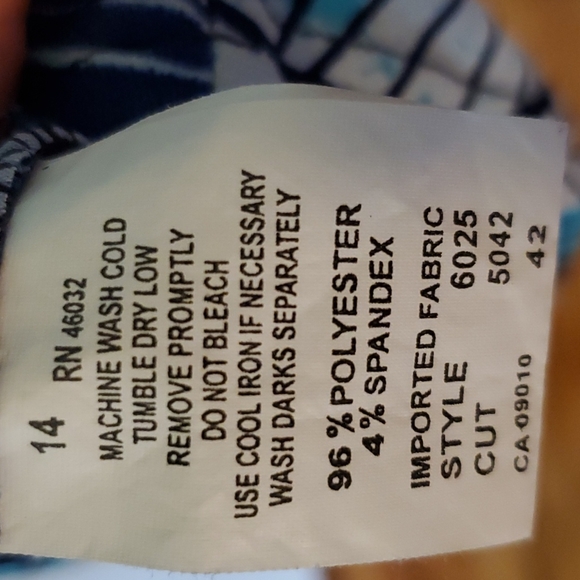 14 RN 46032
MACHINE WASH COLD
TUMBLE DRY LOW
REMOVE PROMPTLY
DO NOT BLEACH
USE COOL IRON IF NECESSARY
WASH DARKS SEPARATELY
96 % POLYESTER
4% SPANDEX
IMPORTED FABRIC
STYLE 6025
CUT 5042
CA-09010 42